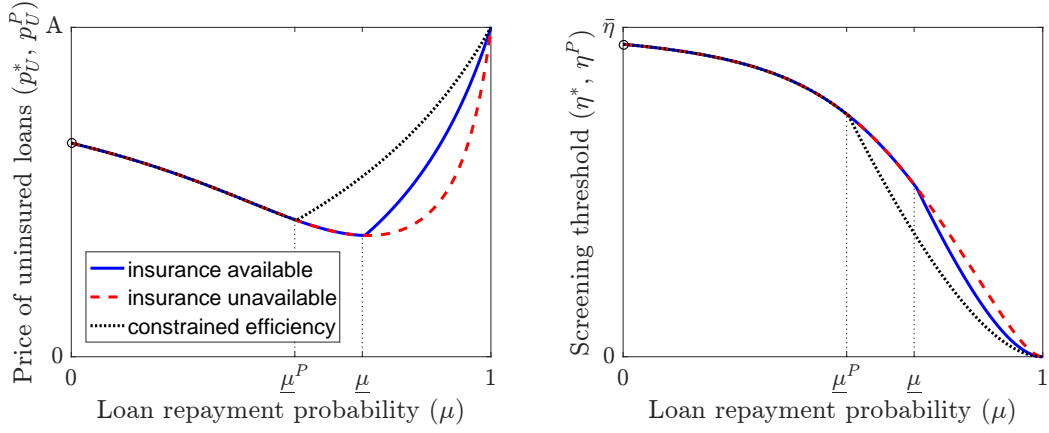 Price of uninsured loans (p*_U, p^P_U)
A
0
insurance available
insurance unavailable
constrained efficiency
0
μ̲^P
μ̲
1
Loan repayment probability (μ)
Screening threshold (η*, η^P)
η̄
0
0
μ̲^P
μ̲
1
Loan repayment probability (μ)